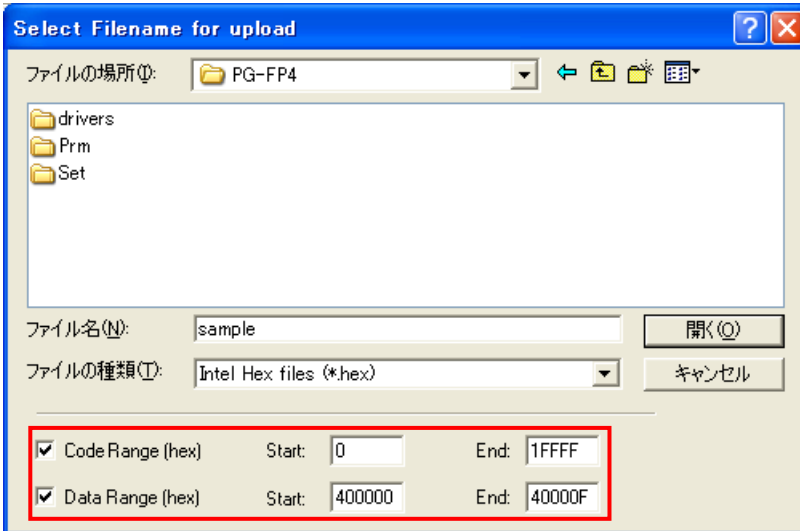 Select Filename for upload
ファイルの場所(I): PG-FP4
drivers
Prm
Set
ファイル名(N): sample 開く(O)
ファイルの種類(T): Intel Hex files (*.hex) キャンセル
Code Range (hex) Start: 0 End: 1FFFF
Data Range (hex) Start: 400000 End: 40000F